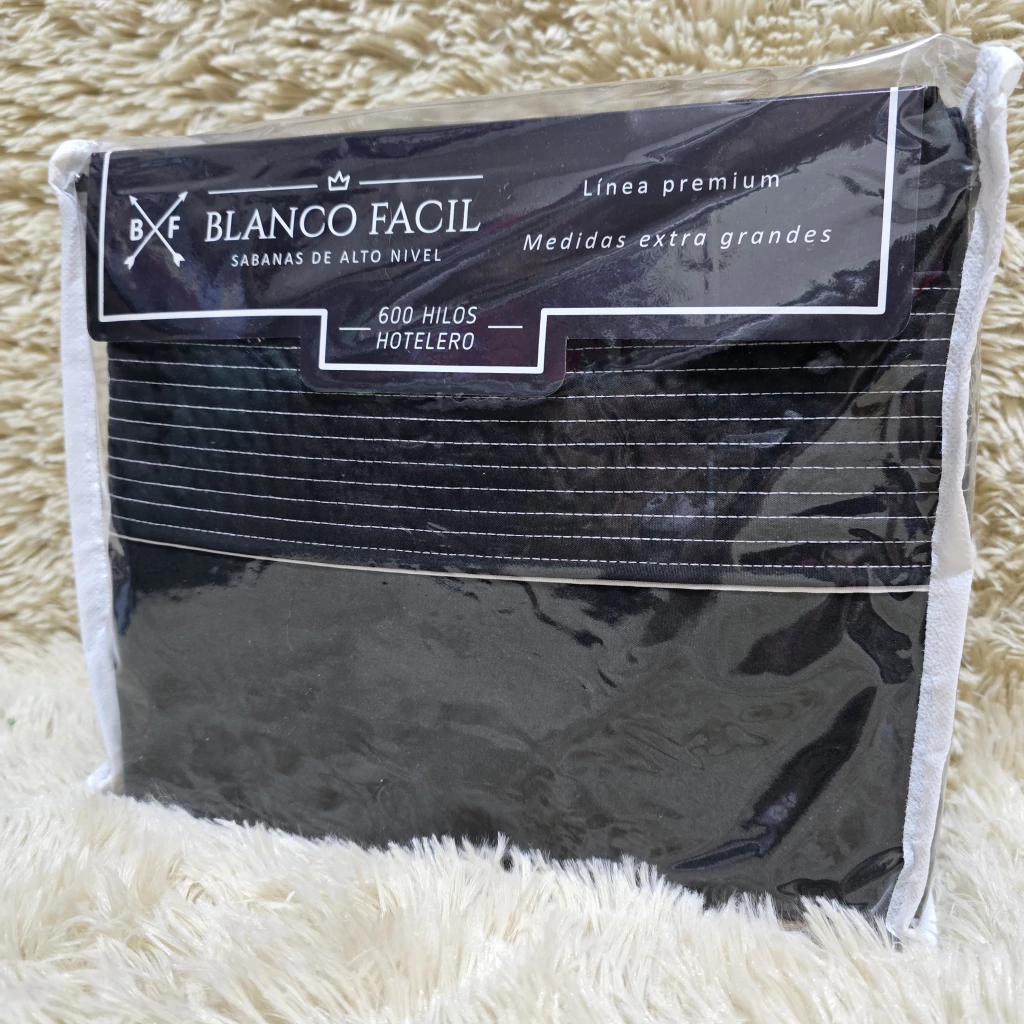 B F
BLANCO FACIL
SABANAS DE ALTO NIVEL
Línea premium
Medidas extra grandes
600 HILOS
HOTELERO